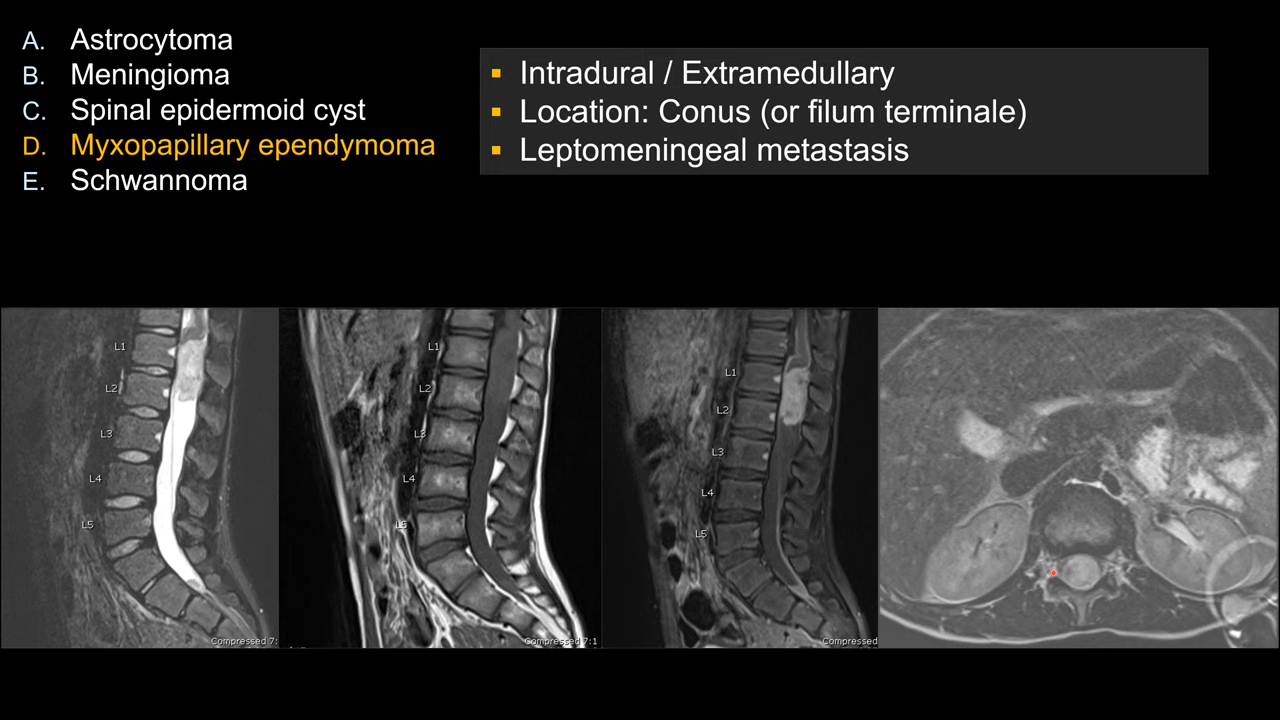 A. Astrocytoma
B. Meningioma
C. Spinal epidermoid cyst
D. Myxopapillary ependymoma
E. Schwannoma
▪ Intradural / Extramedullary
▪ Location: Conus (or filum terminale)
▪ Leptomeningeal metastasis
L1
L2
L3
L4
L5
Compressed 7:
L1
L2
L3
L4
L5
Compressed 7:1
L1
L2
L3
L4
L5
Compressed